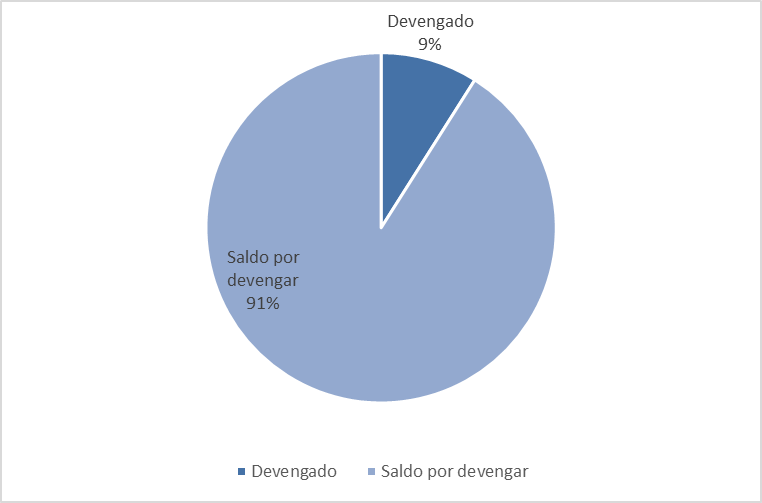 Devengado
9%
Saldo por
devengar
91%
Devengado
Saldo por devengar